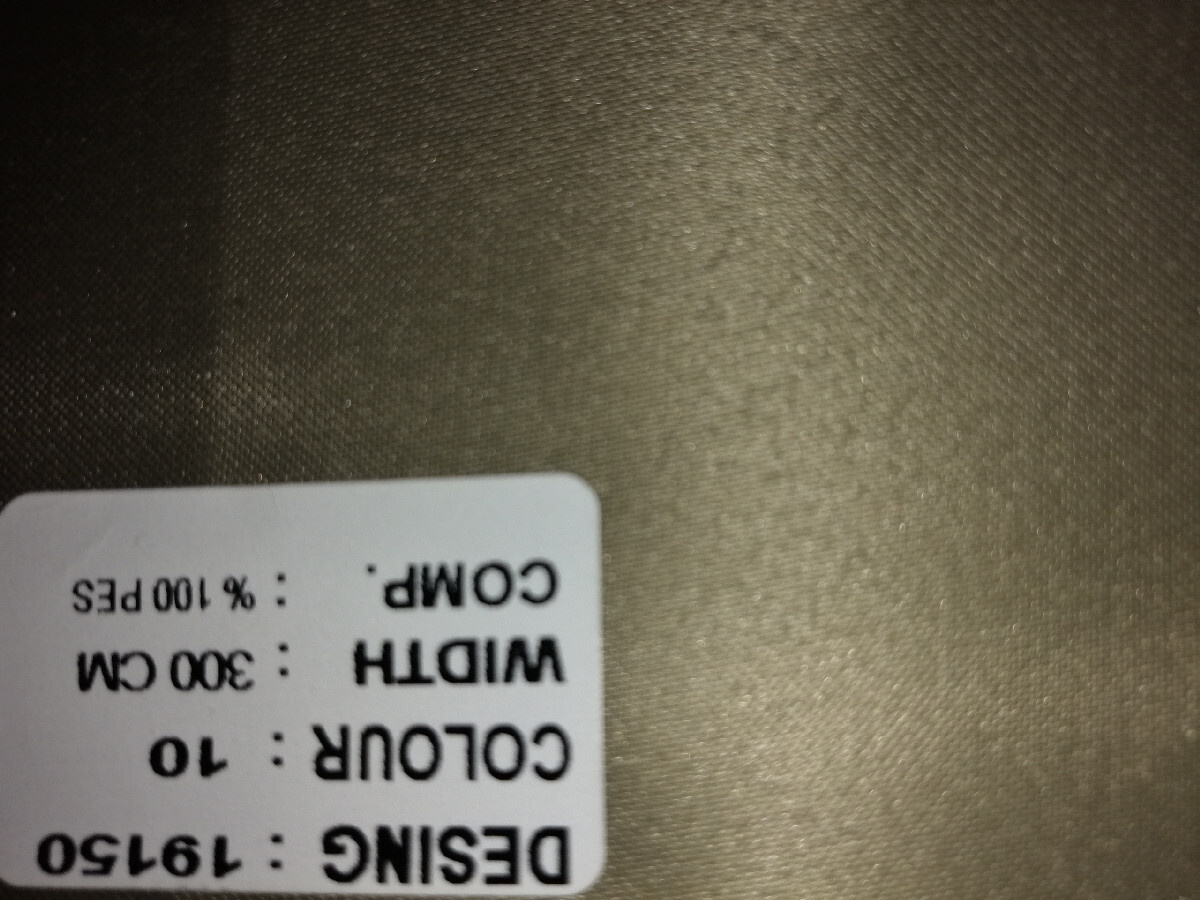 DESING : 19150
COLOUR : 10
WIDTH : 300 CM
COMP. : % 100 PES